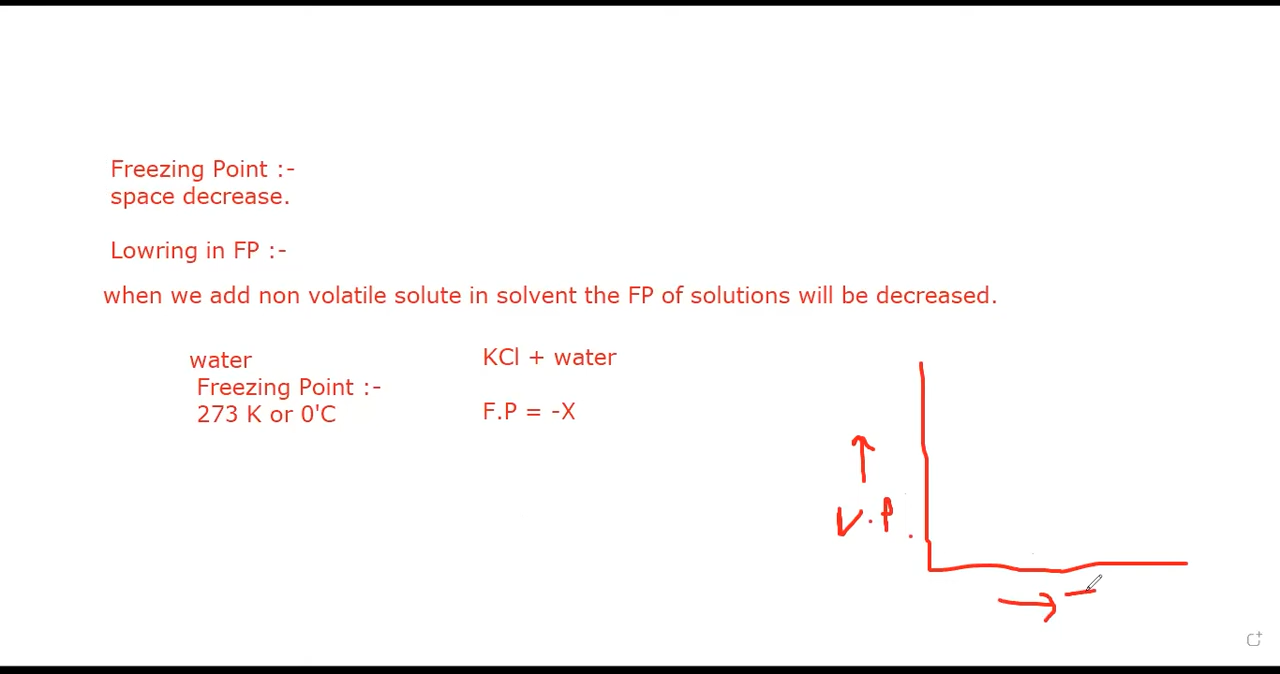 Freezing Point :-
space decrease.
Lowring in FP :-
when we add non volatile solute in solvent the FP of solutions will be decreased.
water
Freezing Point :-
273 K or 0'C
KCl + water
F.P = -X
V.P.